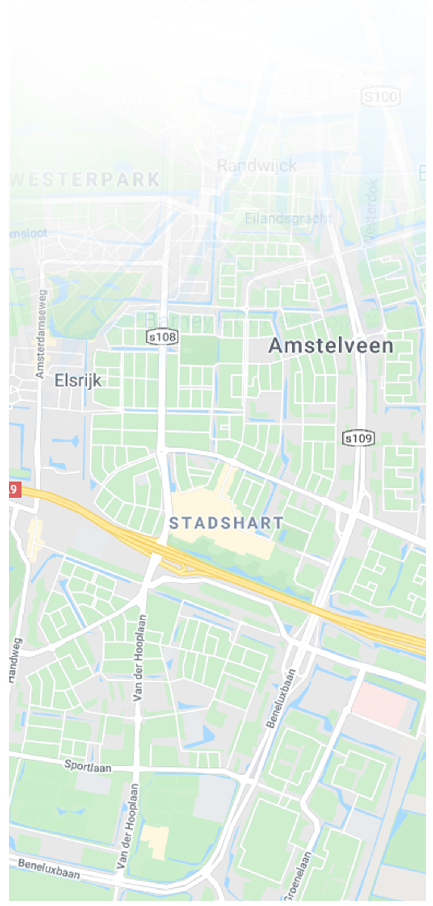 S100
Randwijck
WESTERPARK
Eilandsgracht
Westerdok
msloot
s108
Amstelveen
Amsterdamseweg
Elsrijk
s109
9
STADSHART
Handweg
Van der Hooplaan
Beneluxbaan
Sportlaan
Van der Hooplaan
Groenelaan
Beneluxbaan